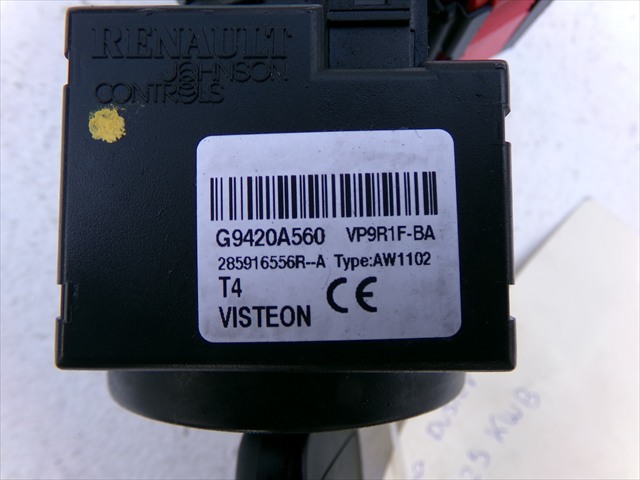 RENAULT
JOHNSON
CONTROLS
G9420A560 VP9R1F-BA
285916556R--A Type:AW1102
T4
CE
VISTEON